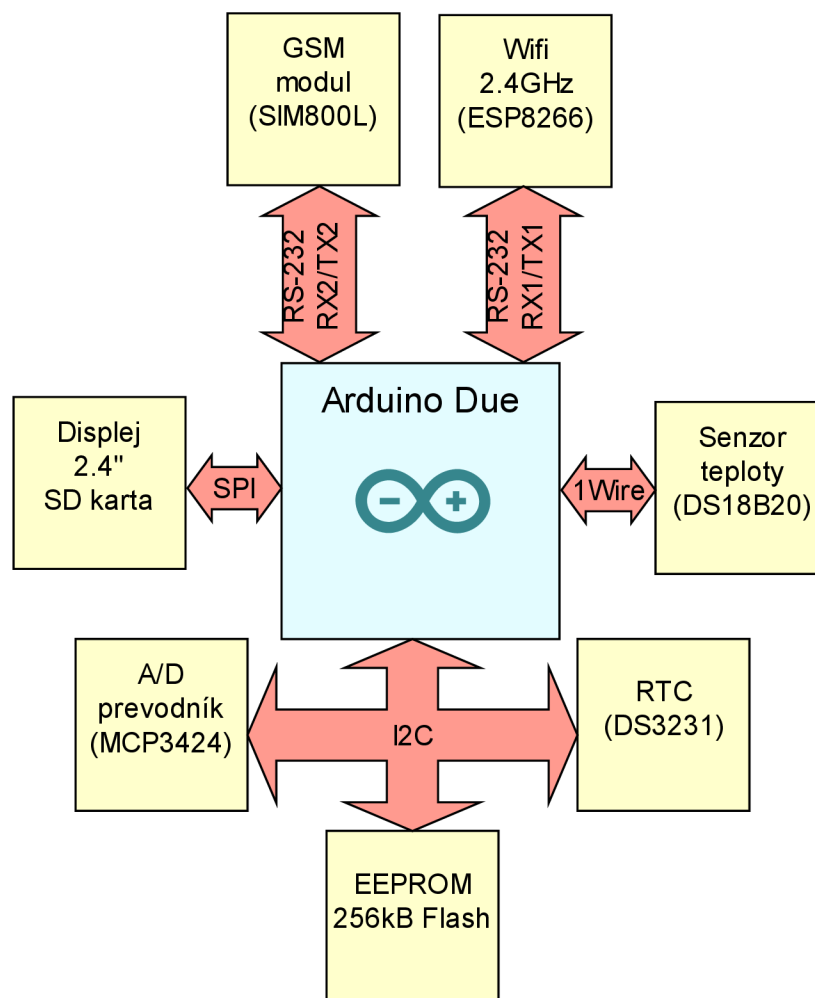 GSM
modul
(SIM800L)
Wifi
2.4GHz
(ESP8266)
RS-232
RX2/TX2
RS-232
RX1/TX1
Arduino Due
Displej
2.4"
SD karta
SPI
1Wire
Senzor
teploty
(DS18B20)
A/D
prevodník
(MCP3424)
I2C
RTC
(DS3231)
EEPROM
256kB Flash